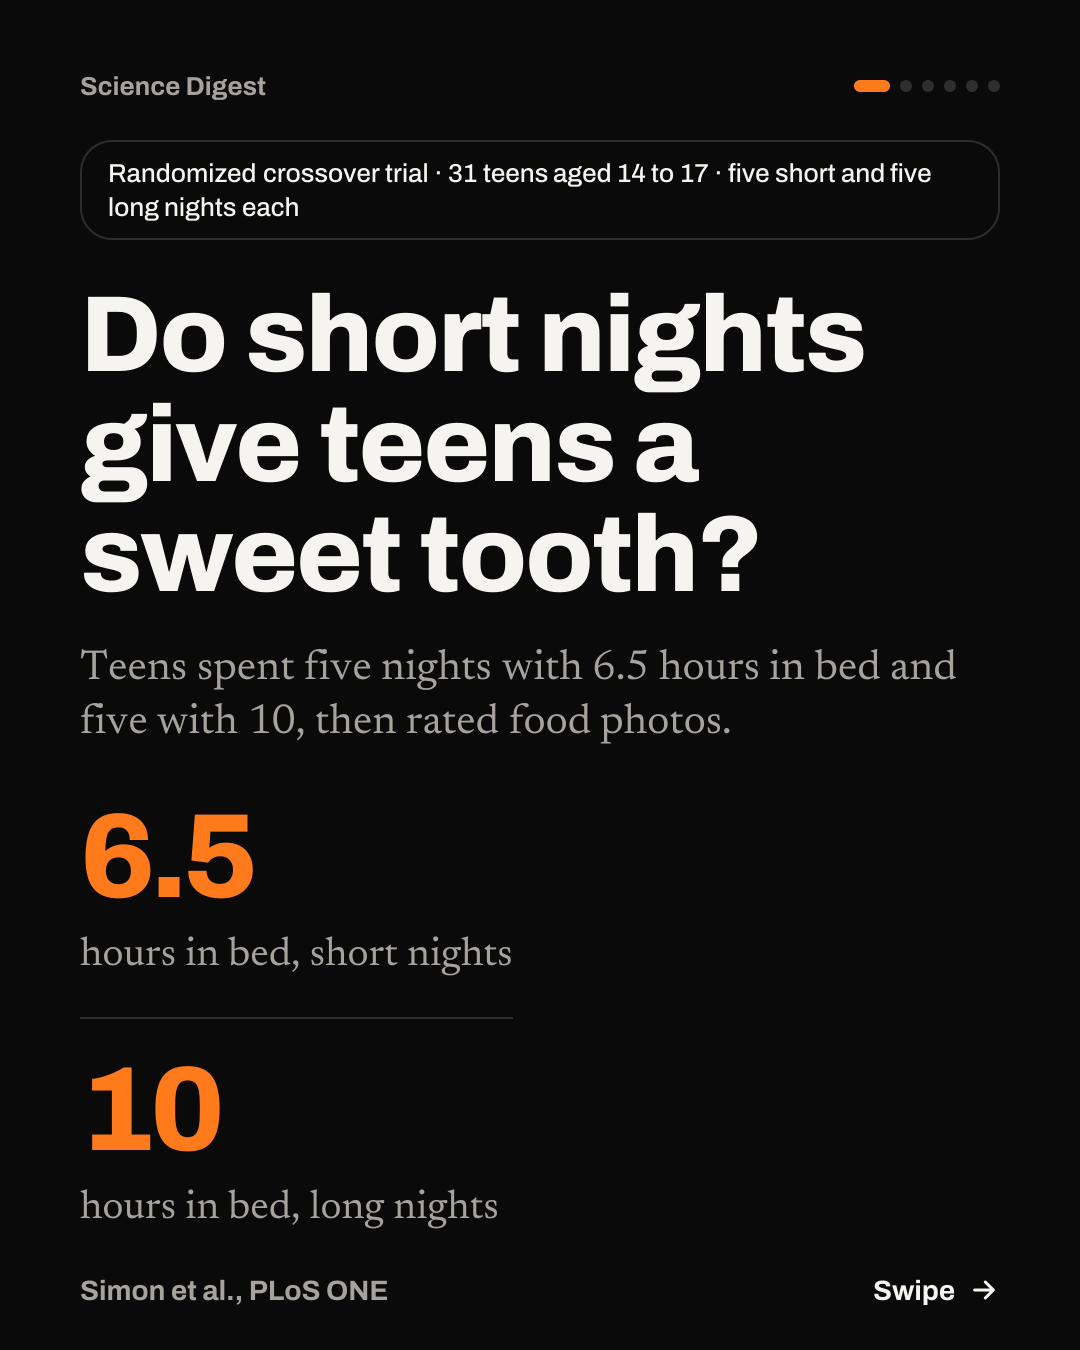 Science Digest
Randomized crossover trial · 31 teens aged 14 to 17 · five short and five
long nights each
Do short nights
give teens a
sweet tooth?
Teens spent five nights with 6.5 hours in bed and
five with 10, then rated food photos.
6.5
hours in bed, short nights
10
hours in bed, long nights
Simon et al., PLoS ONE
Swipe →